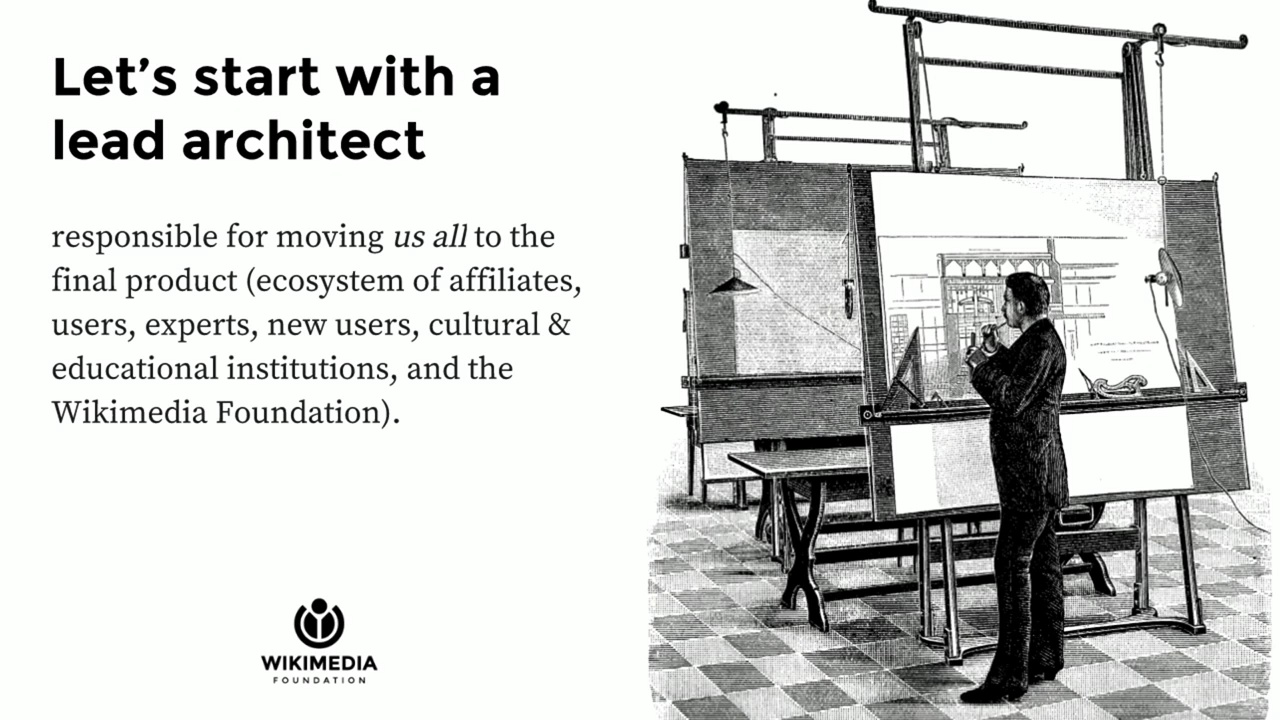 Let’s start with a
lead architect
responsible for moving us all to the
final product (ecosystem of affiliates,
users, experts, new users, cultural &
educational institutions, and the
Wikimedia Foundation).
WIKIMEDIA
FOUNDATION